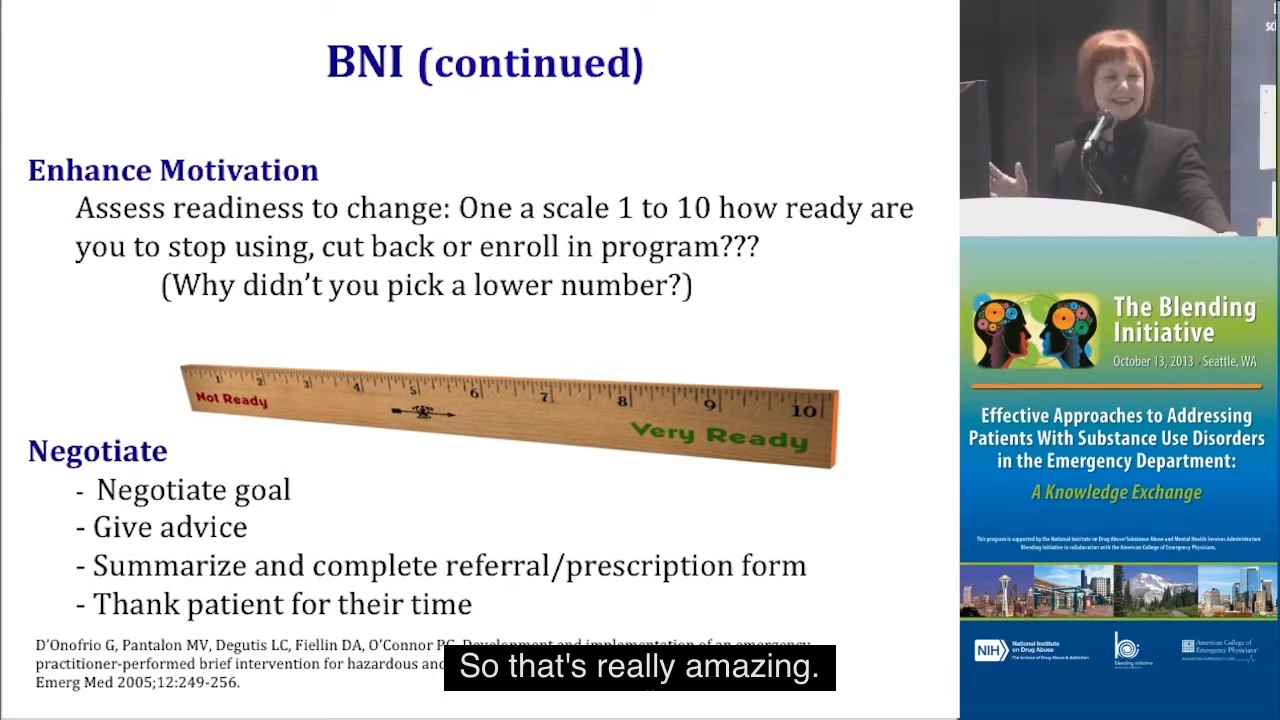 BNI (continued)
Enhance Motivation
Assess readiness to change: One a scale 1 to 10 how ready are
you to stop using, cut back or enroll in program???
(Why didn't you pick a lower number?)
1 2 3 4 5 6 7 8 9 10
Not Ready
Very Ready
Negotiate
- Negotiate goal
- Give advice
- Summarize and complete referral/prescription form
- Thank patient for their time
D'Onofrio G, Pantalon MV, Degutis LC, Fiellin DA, O'Connor PG. Development and implementation of an emergency
practitioner-performed brief intervention for hazardous and
Emerg Med 2005;12:249-256.
So that's really amazing.
The Blending
Initiative
October 13, 2013 · Seattle, WA
Effective Approaches to Addressing
Patients With Substance Use Disorders
in the Emergency Department:
A Knowledge Exchange
This program is supported by the National Institute on Drug Abuse/Substance Abuse and Mental Health Services Administration
Blending Initiative in collaboration with the American College of Emergency Physicians.
NIH
National Institute
on Drug Abuse
The Science of Drug Abuse & Addiction
blending initiative
American College of
Emergency Physicians
ADVANCING EMERGENCY CARE